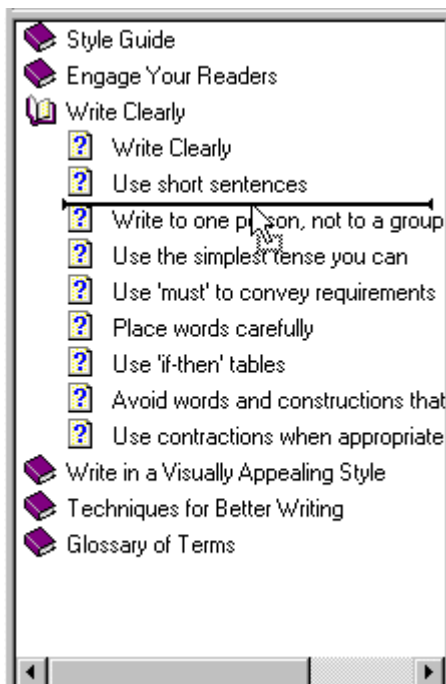 Style Guide
Engage Your Readers
Write Clearly
Write Clearly
Use short sentences
Write to one person, not to a group
Use the simplest tense you can
Use 'must' to convey requirements
Place words carefully
Use 'if-then' tables
Avoid words and constructions that
Use contractions when appropriate
Write in a Visually Appealing Style
Techniques for Better Writing
Glossary of Terms